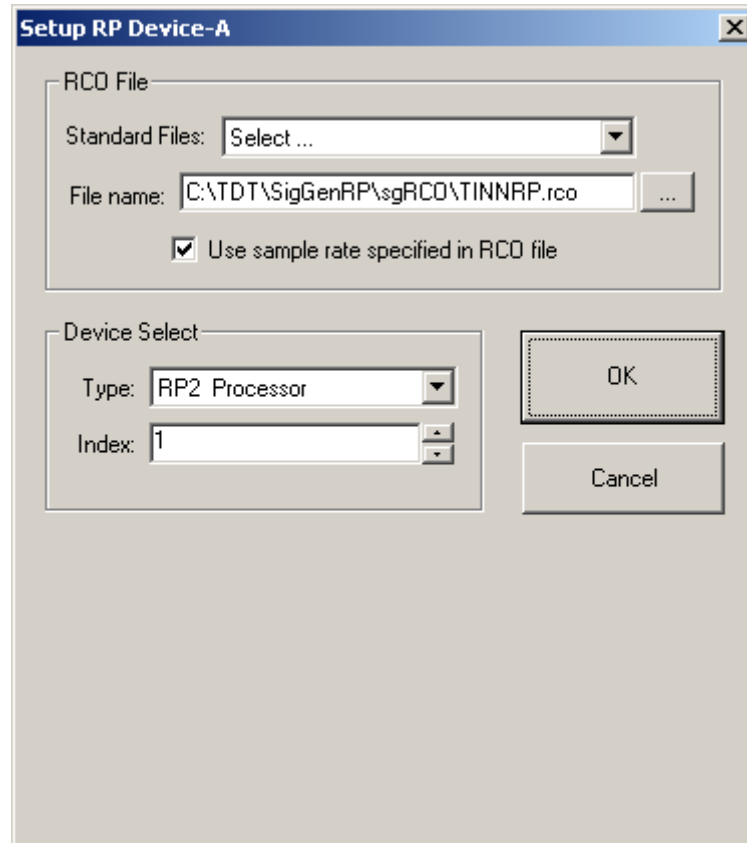 Setup RP Device-A
RCO File
Standard Files: Select ...
File name: C:\TDT\SigGenRP\sgRCO\TINNRP.rco ...
Use sample rate specified in RCO file
Device Select
Type: RP2 Processor
Index: 1
OK
Cancel